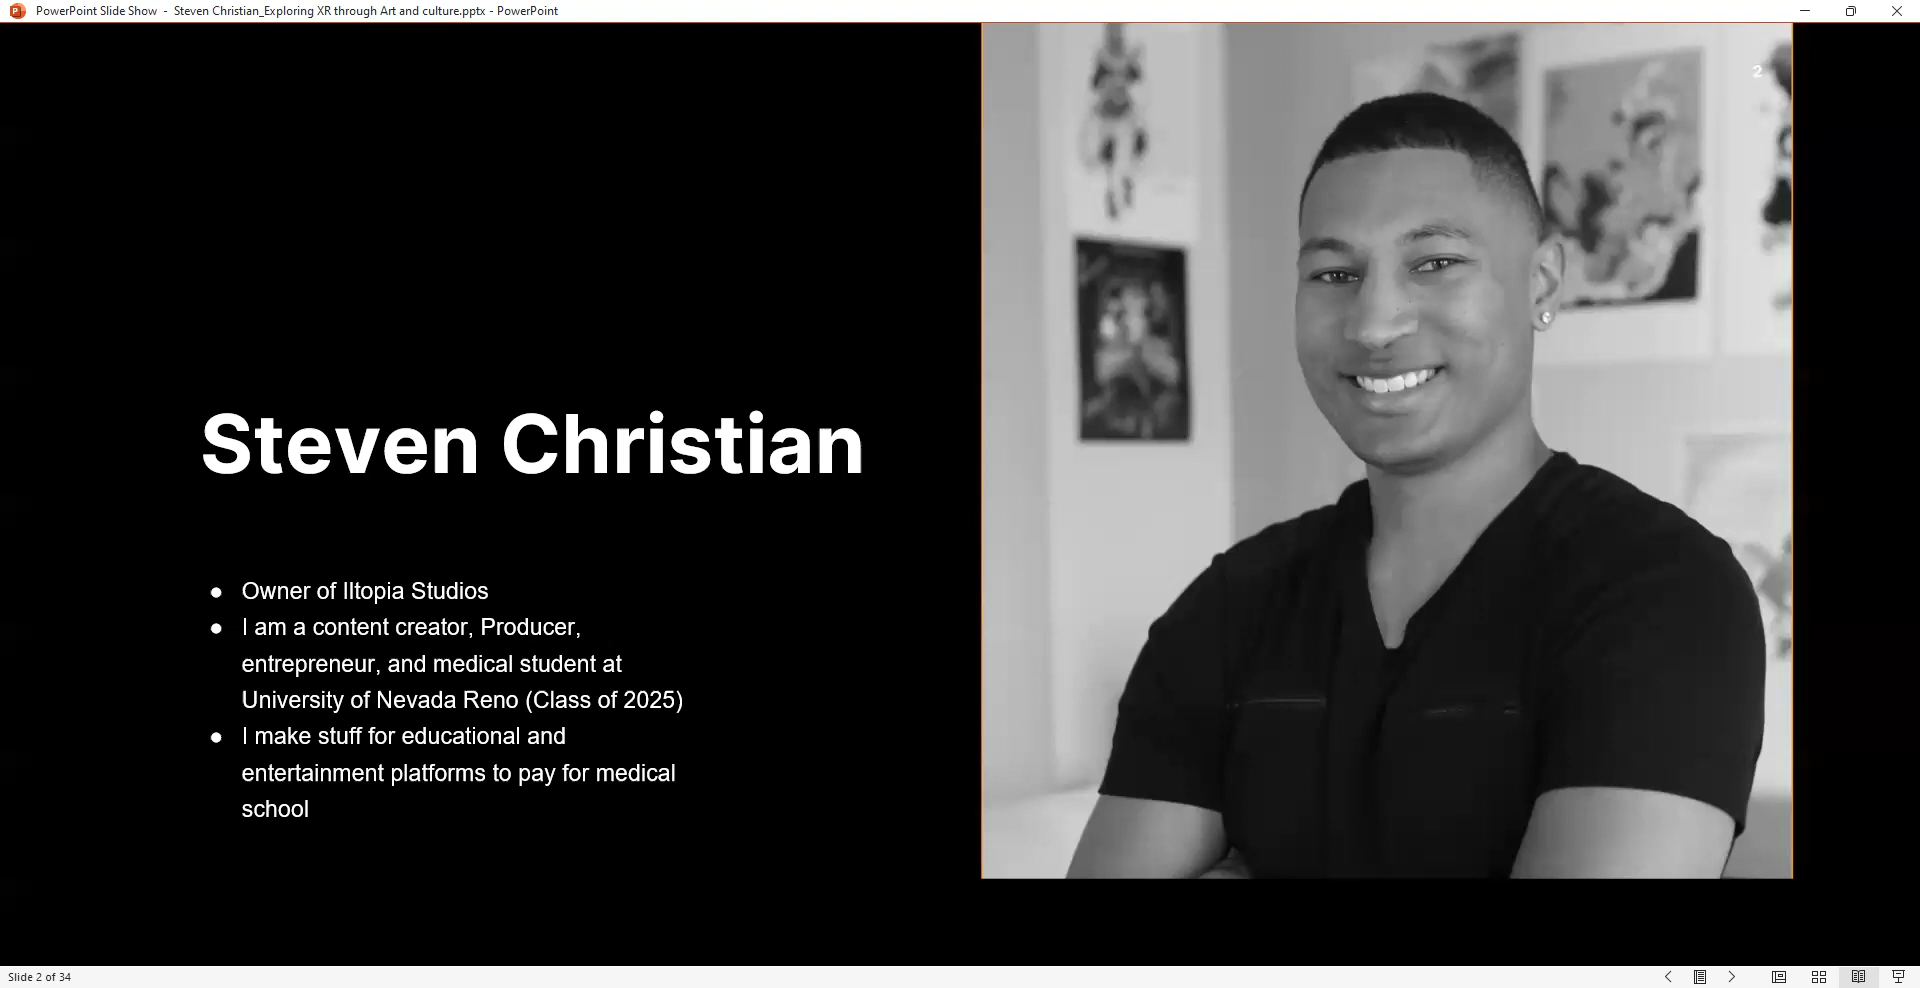 PowerPoint Slide Show - Steven Christian_Exploring XR through Art and culture.pptx - PowerPoint
2
Steven Christian
● Owner of Iltopia Studios
● I am a content creator, Producer,
entrepreneur, and medical student at
University of Nevada Reno (Class of 2025)
● I make stuff for educational and
entertainment platforms to pay for medical
school
Slide 2 of 34